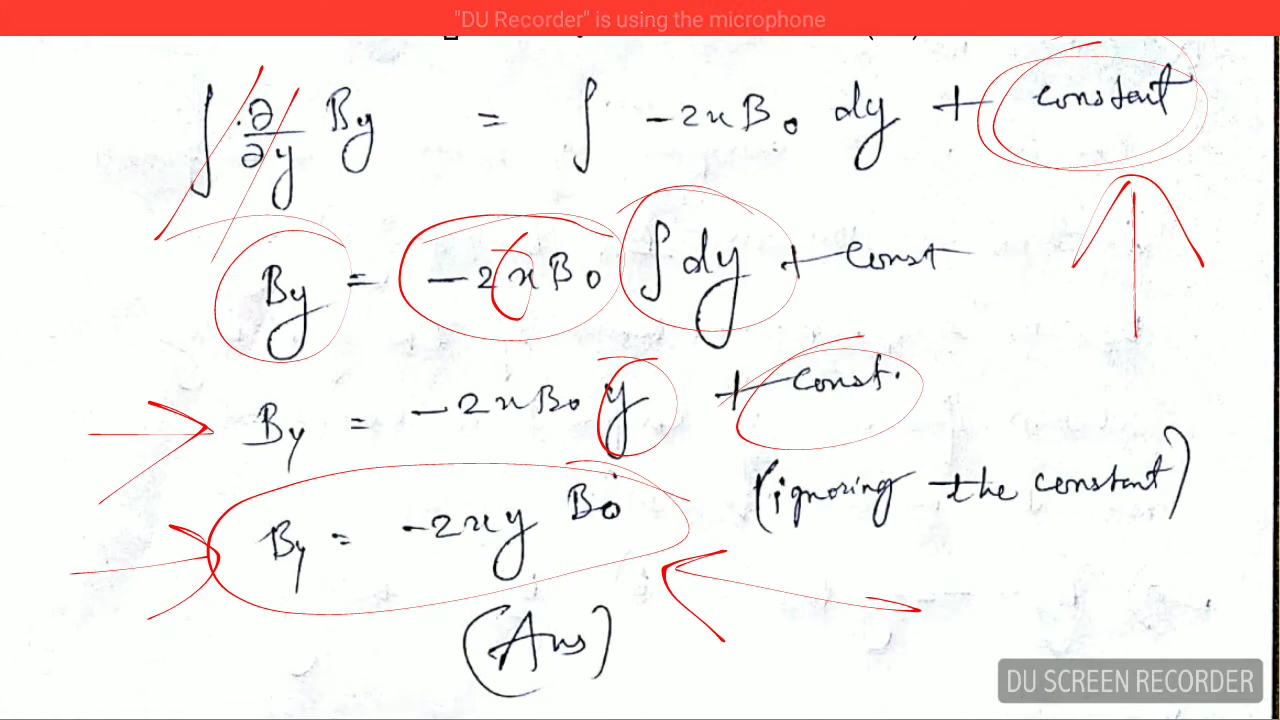 "DU Recorder" is using the microphone
∫ ∂/∂y By = ∫ -2xB₀ dy + constant
By = -2xB₀ ∫dy + const
By = -2xB₀ y + const.
(ignoring the constant)
By = -2xy B₀
(Ans)
DU SCREEN RECORDER